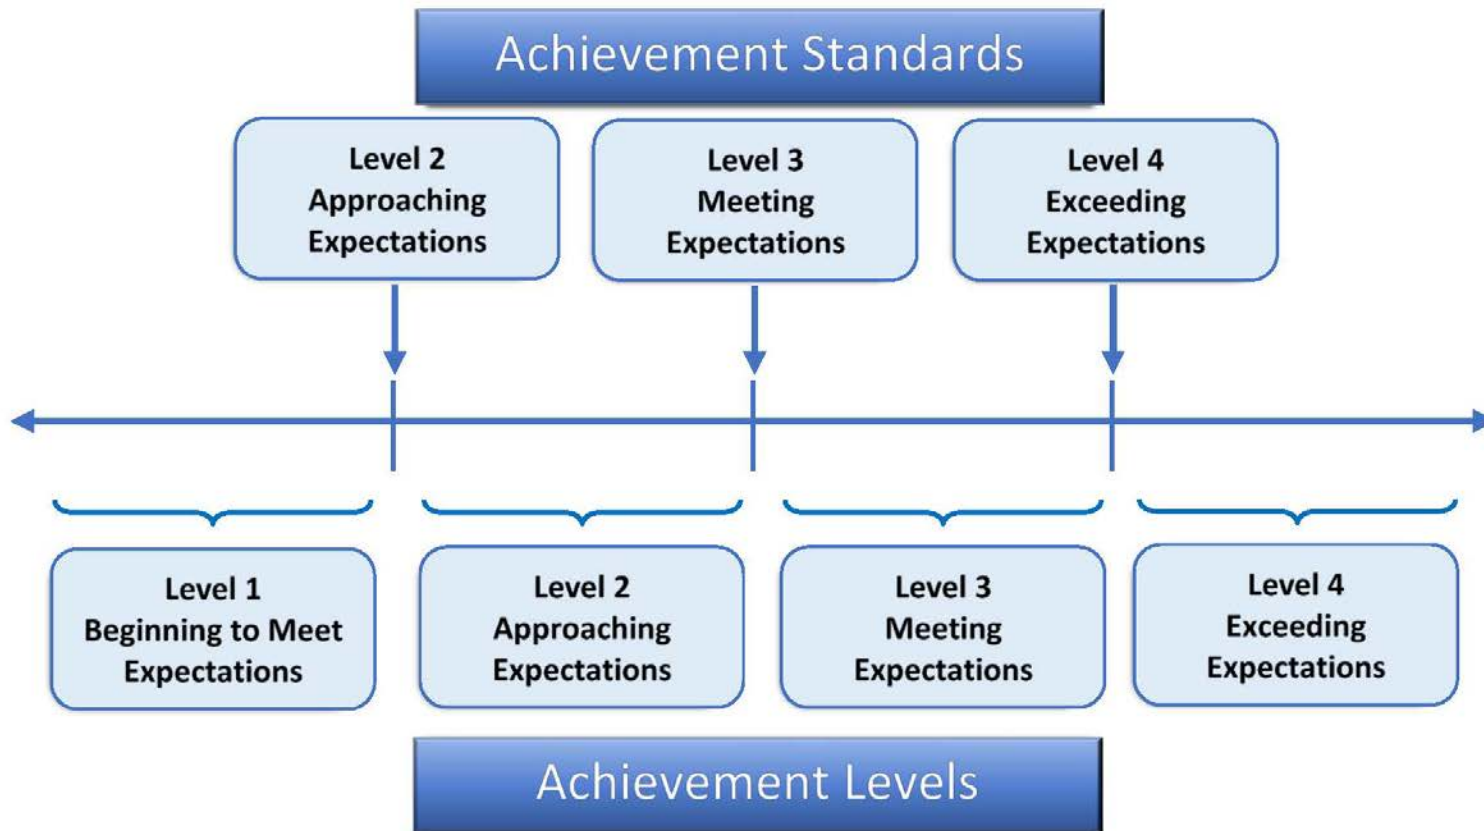 Achievement Standards
Level 2
Approaching
Expectations
Level 3
Meeting
Expectations
Level 4
Exceeding
Expectations
Level 1
Beginning to Meet
Expectations
Level 2
Approaching
Expectations
Level 3
Meeting
Expectations
Level 4
Exceeding
Expectations
Achievement Levels